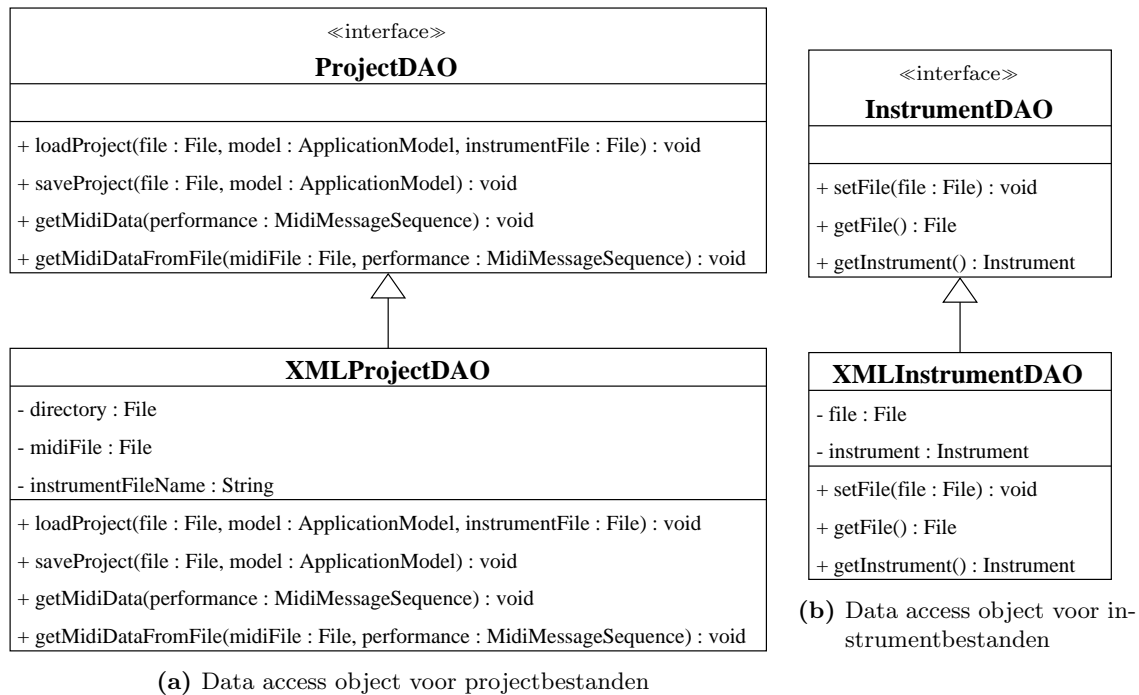 ≪interface≫
ProjectDAO
+ loadProject(file : File, model : ApplicationModel, instrumentFile : File) : void
+ saveProject(file : File, model : ApplicationModel) : void
+ getMidiData(performance : MidiMessageSequence) : void
+ getMidiDataFromFile(midiFile : File, performance : MidiMessageSequence) : void
XMLProjectDAO
- directory : File
- midiFile : File
- instrumentFileName : String
+ loadProject(file : File, model : ApplicationModel, instrumentFile : File) : void
+ saveProject(file : File, model : ApplicationModel) : void
+ getMidiData(performance : MidiMessageSequence) : void
+ getMidiDataFromFile(midiFile : File, performance : MidiMessageSequence) : void
(a) Data access object voor projectbestanden
≪interface≫
InstrumentDAO
+ setFile(file : File) : void
+ getFile() : File
+ getInstrument() : Instrument
XMLInstrumentDAO
- file : File
- instrument : Instrument
+ setFile(file : File) : void
+ getFile() : File
+ getInstrument() : Instrument
(b) Data access object voor in-
strumentbestanden